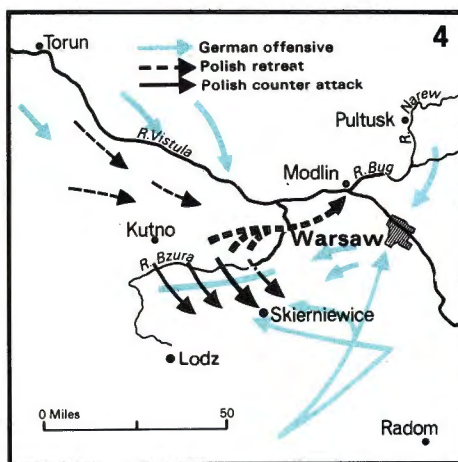 4
Torun
German offensive
Polish retreat
Polish counter attack
R. Narew
Pultusk
R. Vistula
Modlin
R. Bug
Kutno
Warsaw
R. Bzura
Skierniewice
Lodz
0 Miles 50
Radom